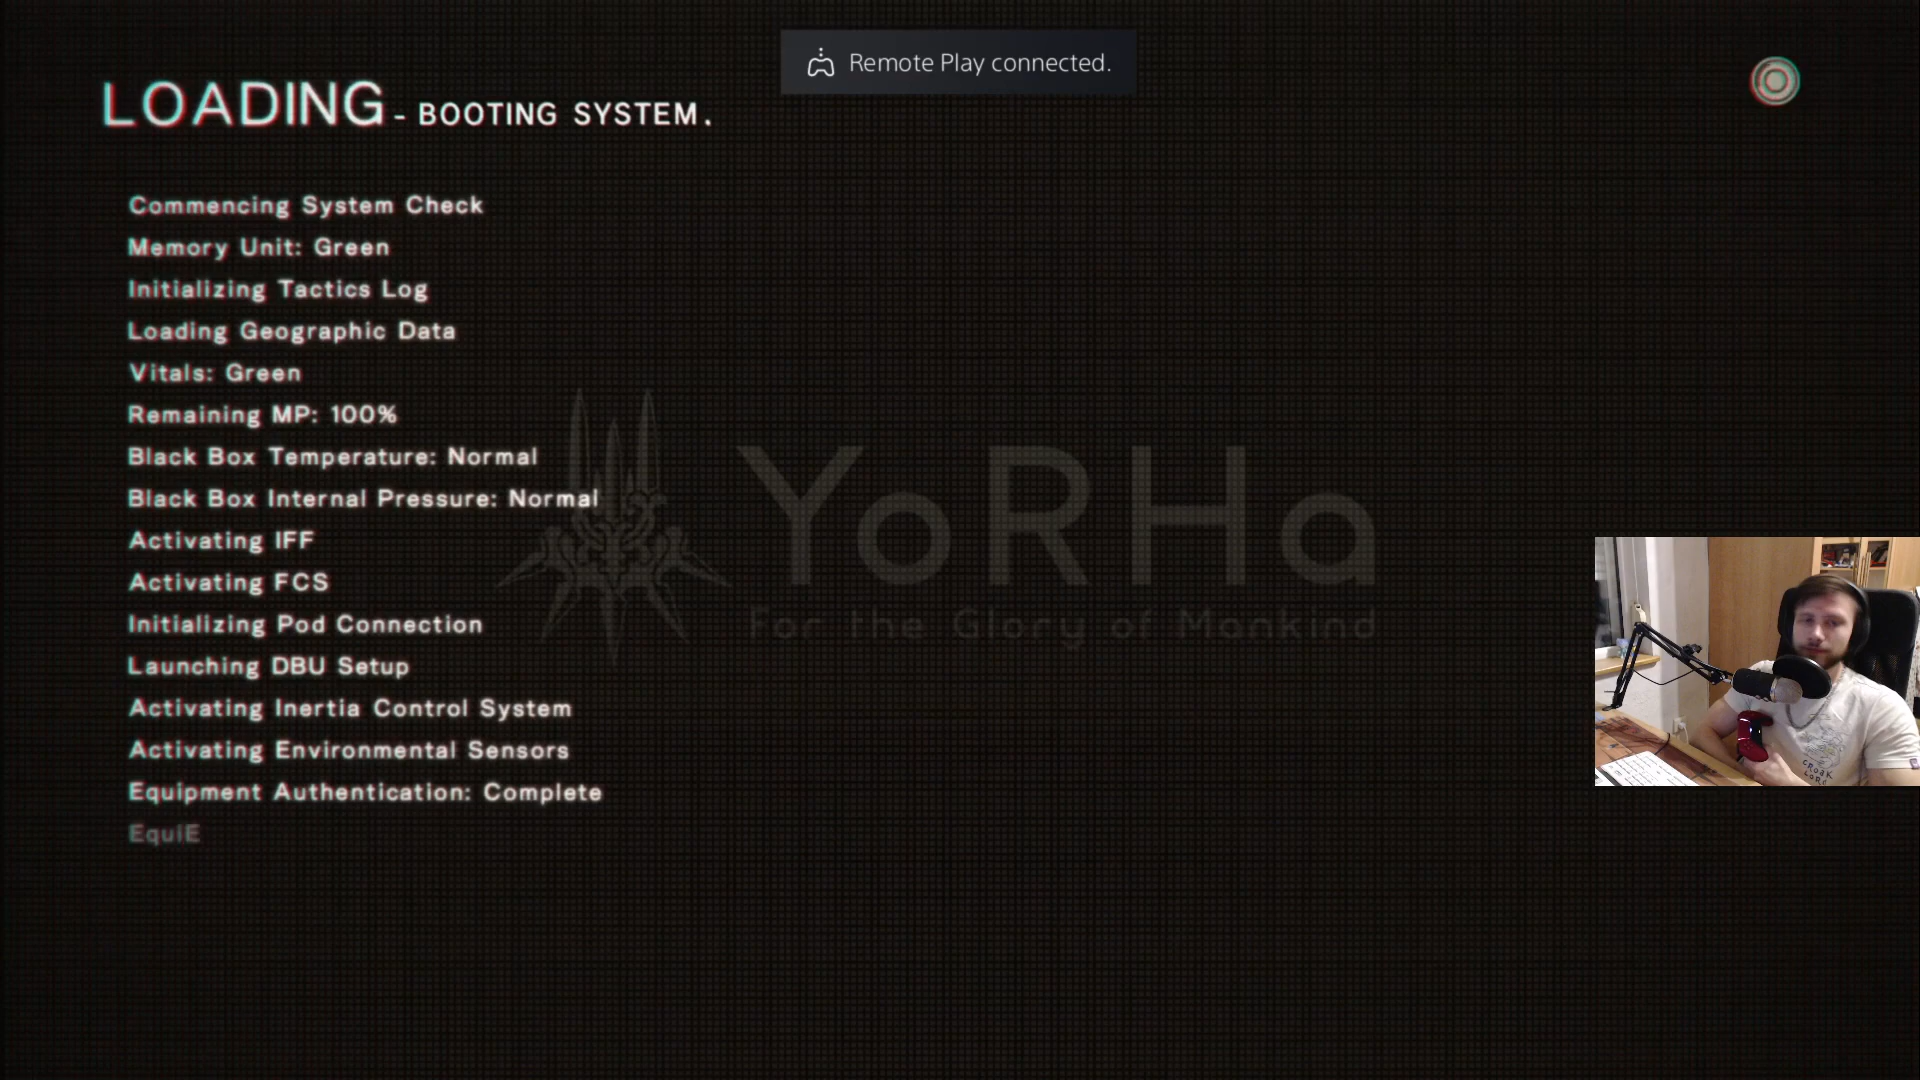 Remote Play connected.
LOADING - BOOTING SYSTEM.
Commencing System Check
Memory Unit: Green
Initializing Tactics Log
Loading Geographic Data
Vitals: Green
Remaining MP: 100%
Black Box Temperature: Normal
Black Box Internal Pressure: Normal
Activating IFF
Activating FCS
Initializing Pod Connection
Launching DBU Setup
Activating Inertia Control System
Activating Environmental Sensors
Equipment Authentication: Complete
EquiE
YoRHa
For the Glory of Mankind
CROAK
LORD